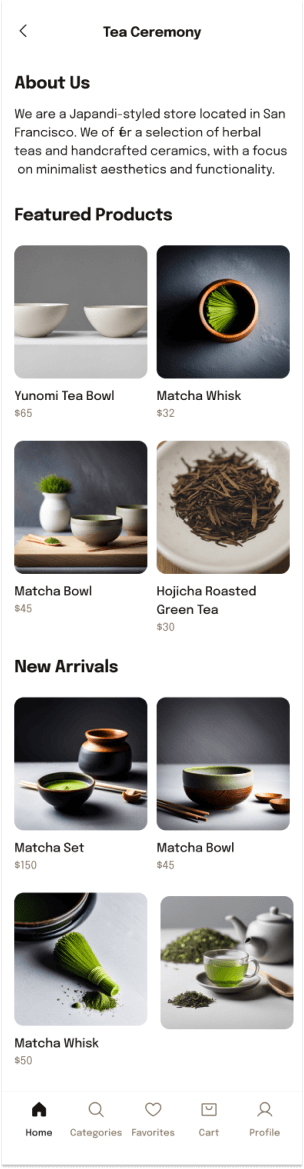 Tea Ceremony
About Us
We are a Japandi-styled store located in San
Francisco. We of fer a selection of herbal
teas and handcrafted ceramics, with a focus
on minimalist aesthetics and functionality.
Featured Products
Yunomi Tea Bowl
$65
Matcha Whisk
$32
Matcha Bowl
$45
Hojicha Roasted
Green Tea
$30
New Arrivals
Matcha Set
$150
Matcha Bowl
$45
Matcha Whisk
$50
Home
Categories
Favorites
Cart
Profile